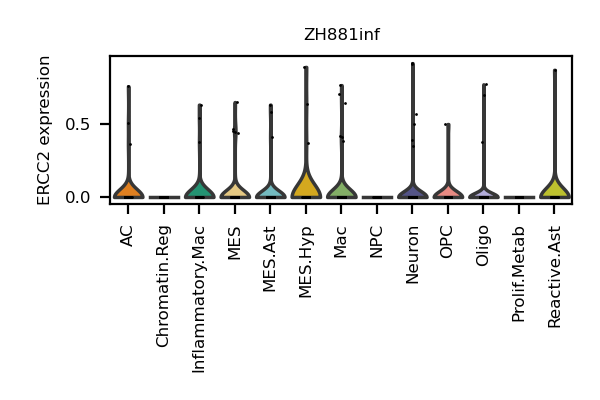 ZH881inf
ERCC2 expression
0.5
0.0
AC
Chromatin.Reg
Inflammatory.Mac
MES
MES.Ast
MES.Hyp
Mac
NPC
Neuron
OPC
Oligo
Prolif.Metab
Reactive.Ast